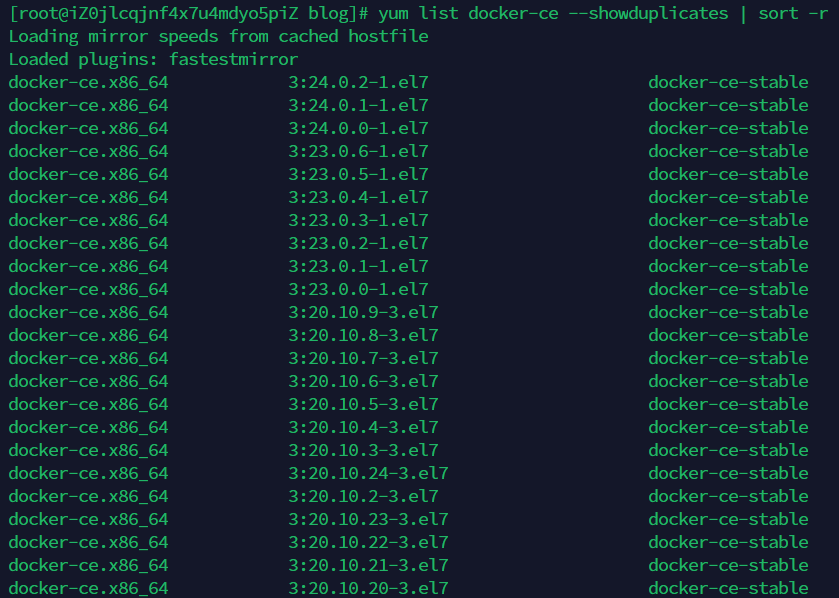 [root@iZ0jlcqjnf4x7u4mdyo5piZ blog]# yum list docker-ce --showduplicates | sort -r
Loading mirror speeds from cached hostfile
Loaded plugins: fastestmirror
docker-ce.x86_64 3:24.0.2-1.el7 docker-ce-stable
docker-ce.x86_64 3:24.0.1-1.el7 docker-ce-stable
docker-ce.x86_64 3:24.0.0-1.el7 docker-ce-stable
docker-ce.x86_64 3:23.0.6-1.el7 docker-ce-stable
docker-ce.x86_64 3:23.0.5-1.el7 docker-ce-stable
docker-ce.x86_64 3:23.0.4-1.el7 docker-ce-stable
docker-ce.x86_64 3:23.0.3-1.el7 docker-ce-stable
docker-ce.x86_64 3:23.0.2-1.el7 docker-ce-stable
docker-ce.x86_64 3:23.0.1-1.el7 docker-ce-stable
docker-ce.x86_64 3:23.0.0-1.el7 docker-ce-stable
docker-ce.x86_64 3:20.10.9-3.el7 docker-ce-stable
docker-ce.x86_64 3:20.10.8-3.el7 docker-ce-stable
docker-ce.x86_64 3:20.10.7-3.el7 docker-ce-stable
docker-ce.x86_64 3:20.10.6-3.el7 docker-ce-stable
docker-ce.x86_64 3:20.10.5-3.el7 docker-ce-stable
docker-ce.x86_64 3:20.10.4-3.el7 docker-ce-stable
docker-ce.x86_64 3:20.10.3-3.el7 docker-ce-stable
docker-ce.x86_64 3:20.10.24-3.el7 docker-ce-stable
docker-ce.x86_64 3:20.10.2-3.el7 docker-ce-stable
docker-ce.x86_64 3:20.10.23-3.el7 docker-ce-stable
docker-ce.x86_64 3:20.10.22-3.el7 docker-ce-stable
docker-ce.x86_64 3:20.10.21-3.el7 docker-ce-stable
docker-ce.x86_64 3:20.10.20-3.el7 docker-ce-stable